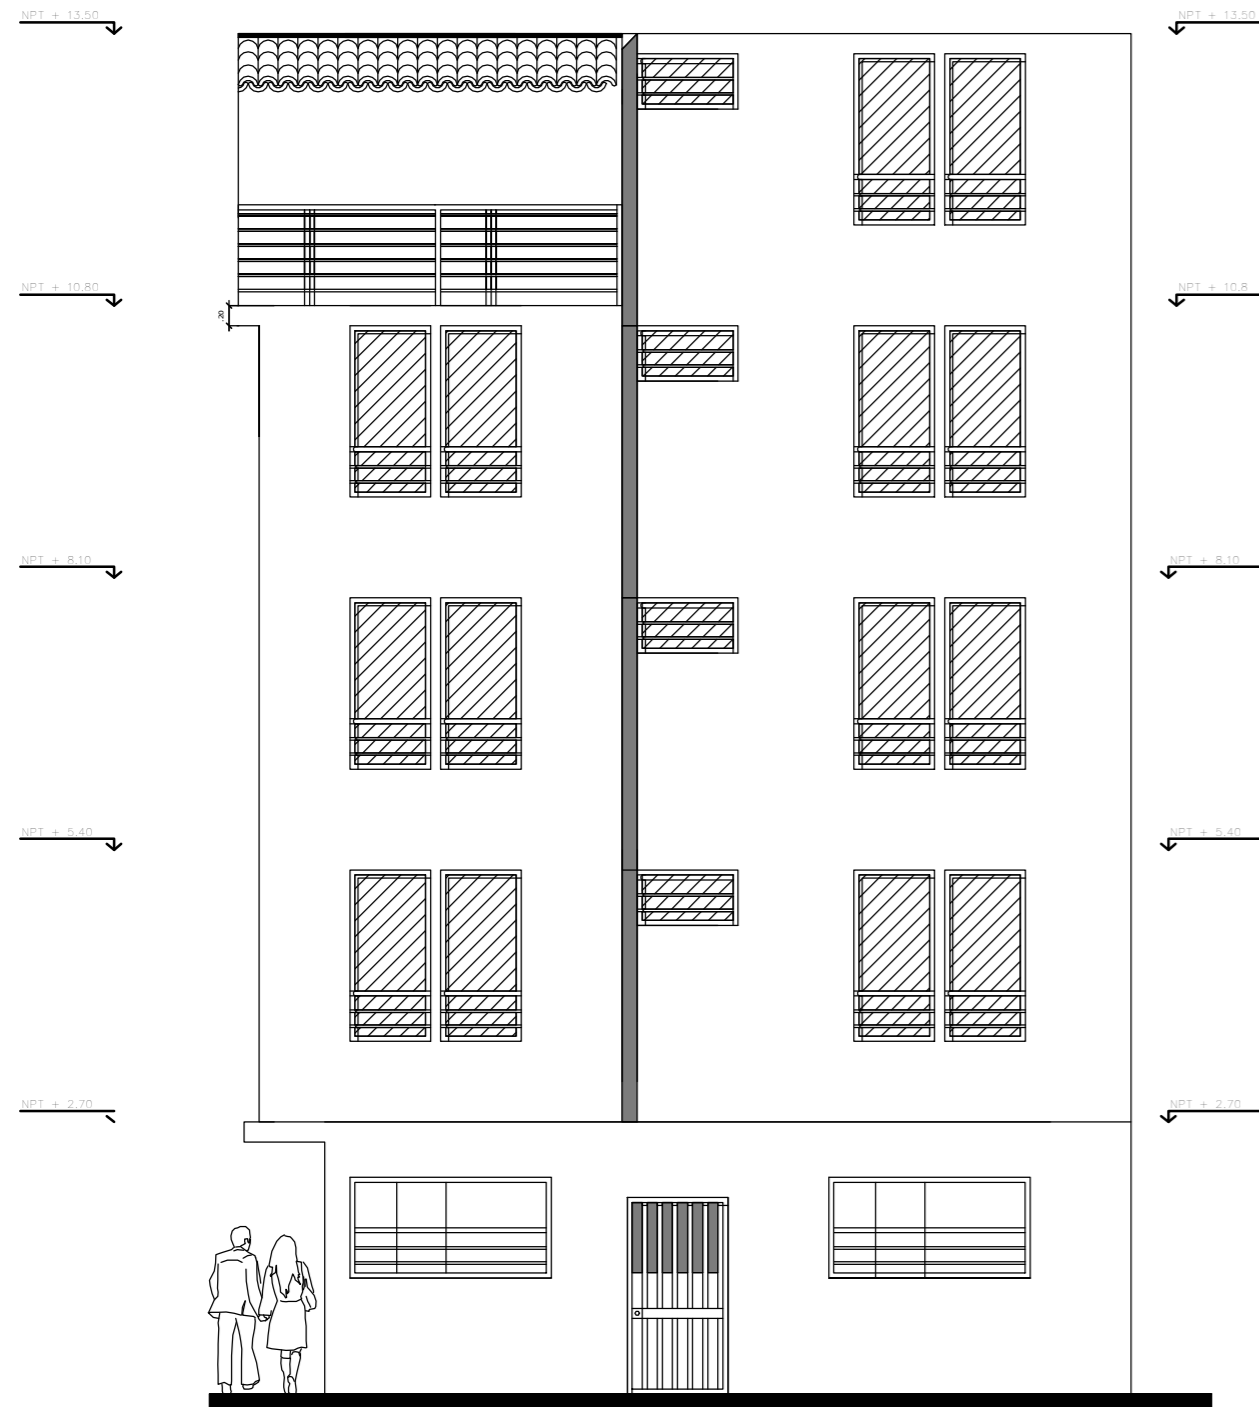 NPT + 13.50
NPT + 13.50
NPT + 10.80
NPT + 10.8
.20
NPT + 8.10
NPT + 8.10
NPT + 5.40
NPT + 5.40
NPT + 2.70
NPT + 2.70